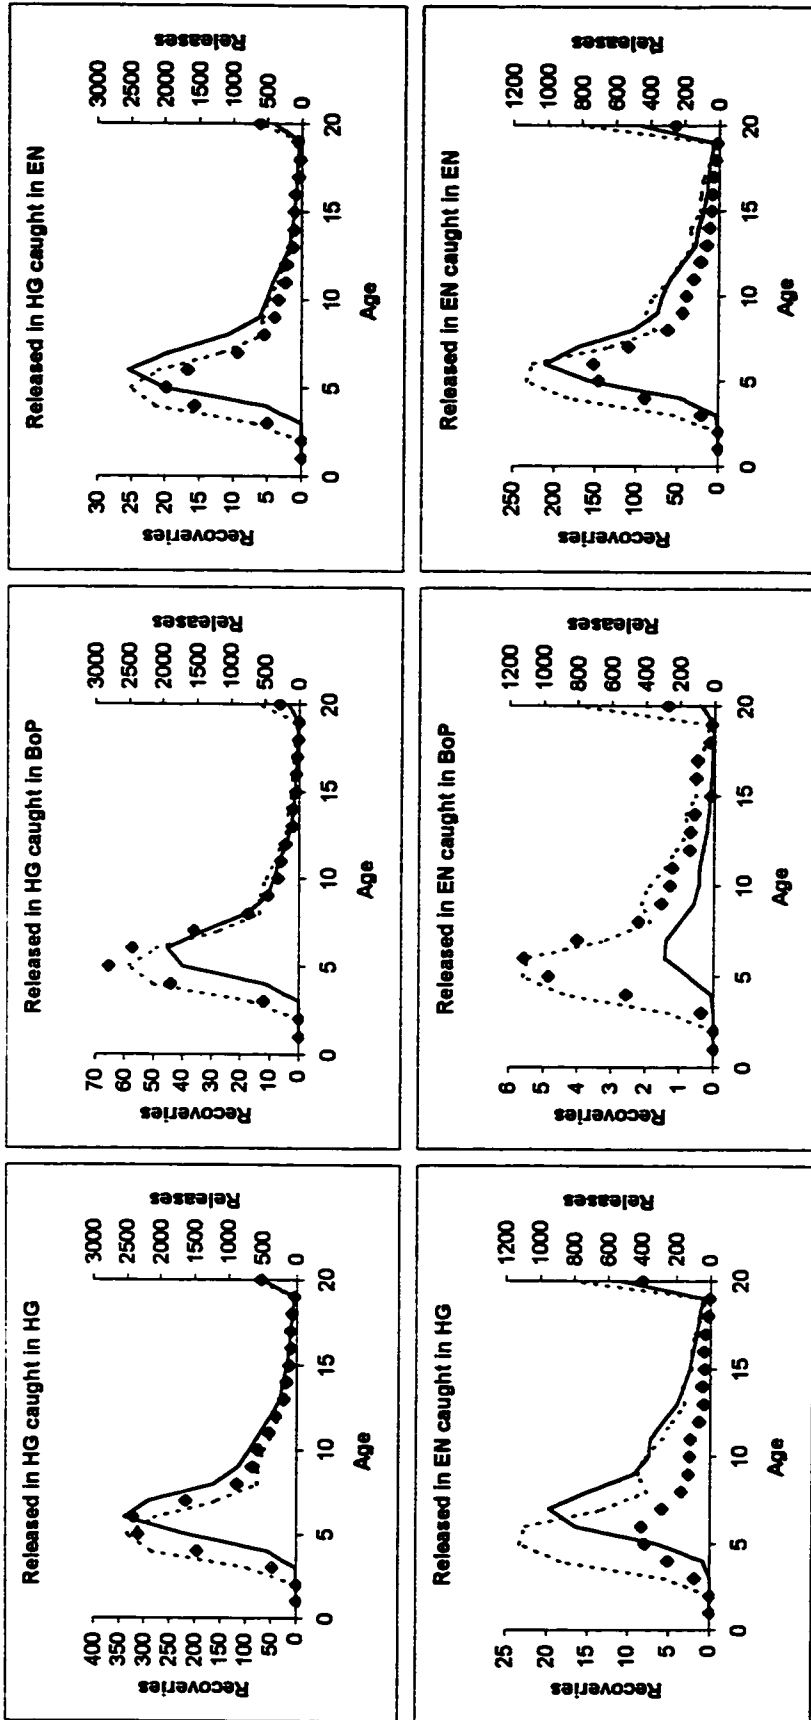 Released in HG caught in HG
Recoveries
400
350
300
250
200
150
100
50
0
3000
2500
2000
1500
1000
500
0
Releases
0 5 10 15 20
Age
Released in HG caught in BoP
Recoveries
70
60
50
40
30
20
10
0
3000
2500
2000
1500
1000
500
0
Releases
0 5 10 15 20
Age
Released in HG caught in EN
Recoveries
30
25
20
15
10
5
0
3000
2500
2000
1500
1000
500
0
Releases
0 5 10 15 20
Age
Released in EN caught in HG
Recoveries
25
20
15
10
5
0
1200
1000
800
600
400
200
0
Releases
0 5 10 15 20
Age
Released in EN caught in BoP
Recoveries
6
5
4
3
2
1
0
1200
1000
800
600
400
200
0
Releases
0 5 10 15 20
Age
Released in EN caught in EN
Recoveries
250
200
150
100
50
0
1200
1000
800
600
400
200
0
Releases
0 5 10 15 20
Age